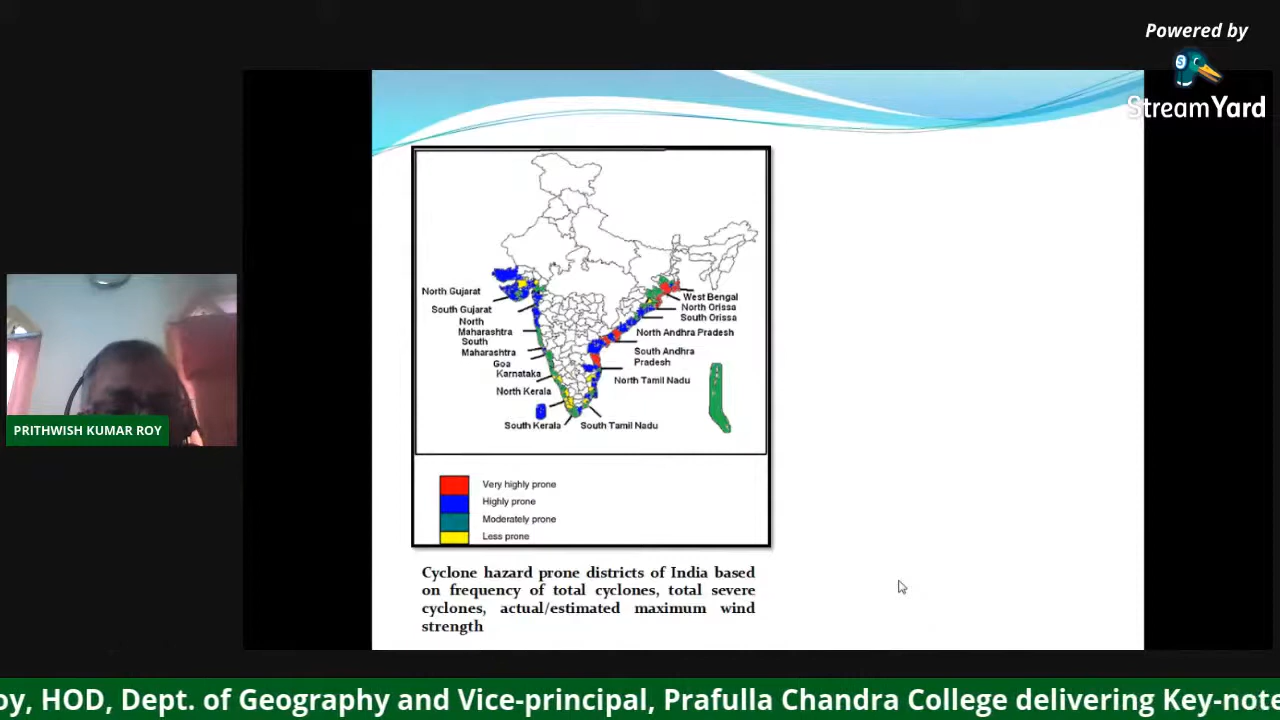 Powered by
S
StreamYard
North Gujarat
South Gujarat
North
Maharashtra
South
Maharashtra
Goa
Karnataka
North Kerala
South Kerala
West Bengal
North Orissa
South Orissa
North Andhra Pradesh
South Andhra
Pradesh
North Tamil Nadu
South Tamil Nadu
Very highly prone
Highly prone
Moderately prone
Less prone
Cyclone hazard prone districts of India based
on frequency of total cyclones, total severe
cyclones, actual/estimated maximum wind
strength
PRITHWISH KUMAR ROY
oy, HOD, Dept. of Geography and Vice-principal, Prafulla Chandra College delivering Key-note